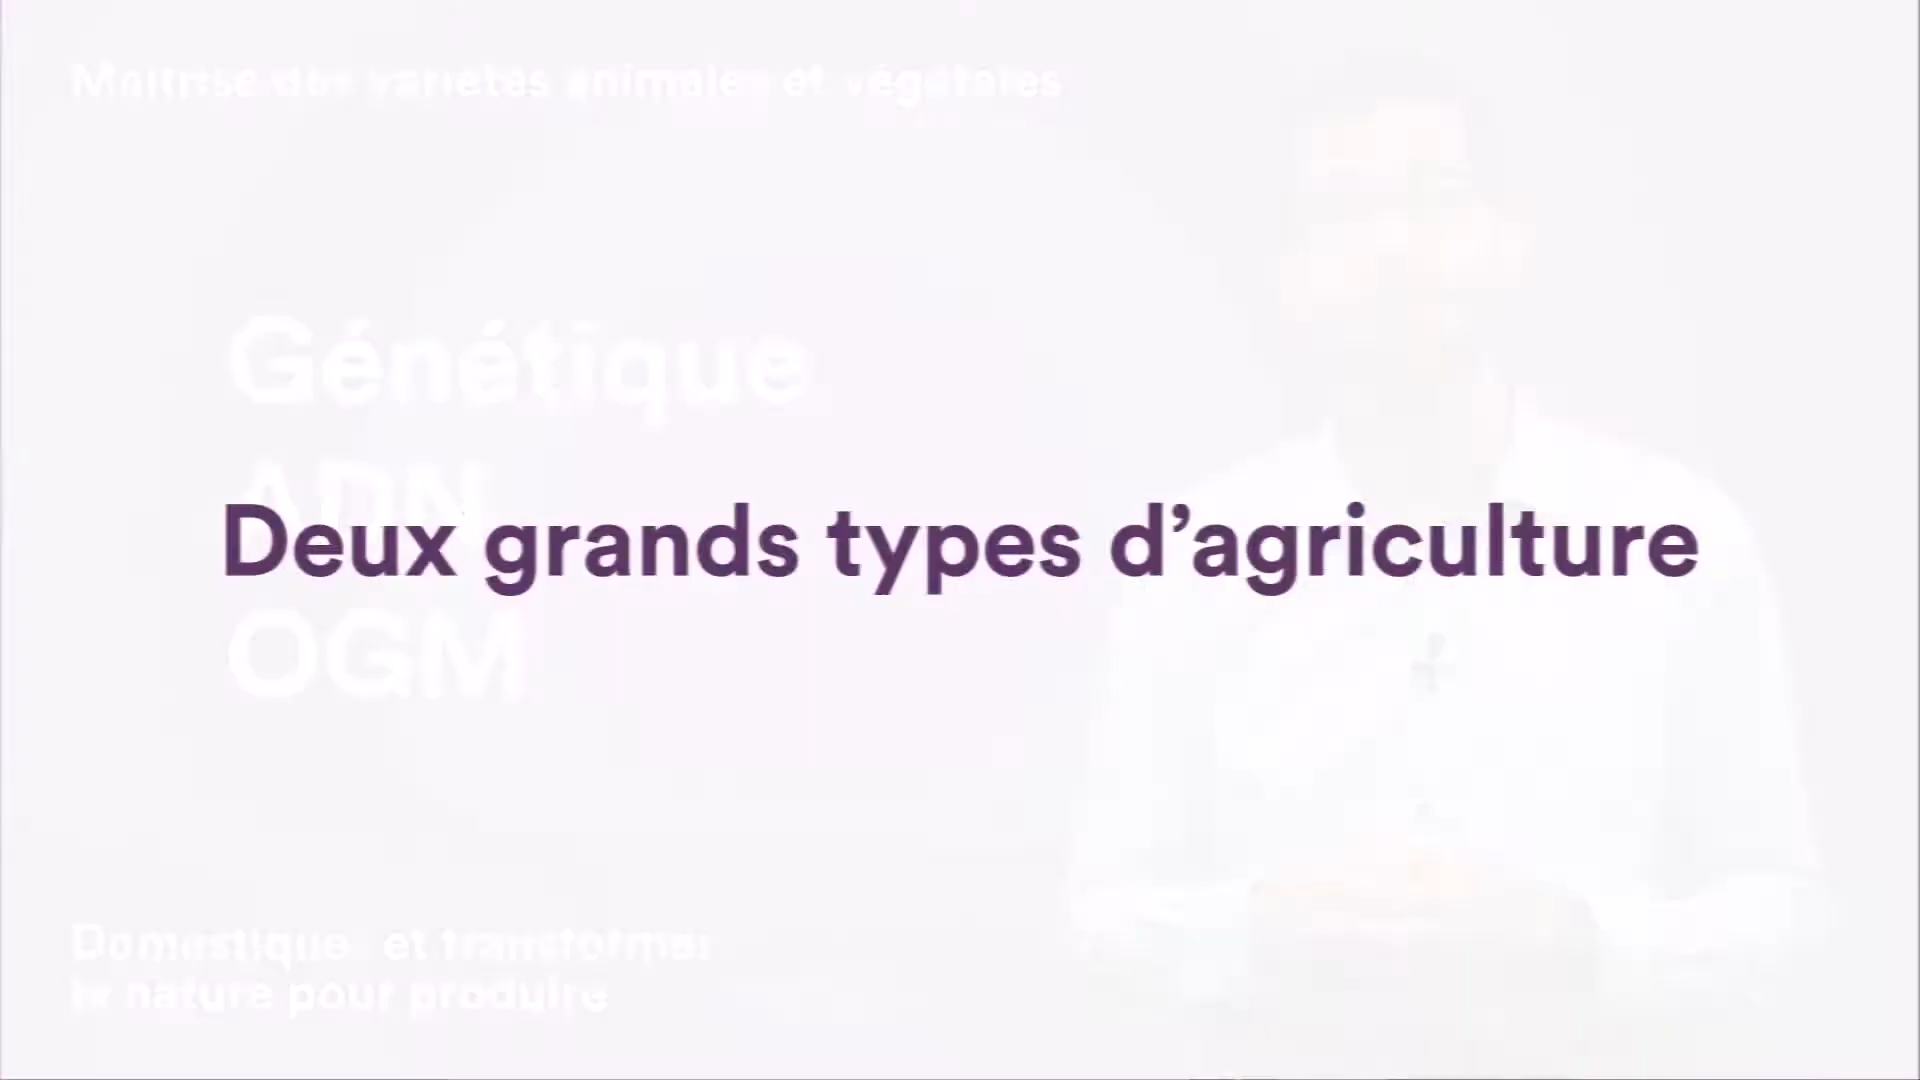 Maîtrise des variétés animales et végétales
Génétique
ADN
Deux grands types d’agriculture
OGM
Domestiquer et transformer
la nature pour produire